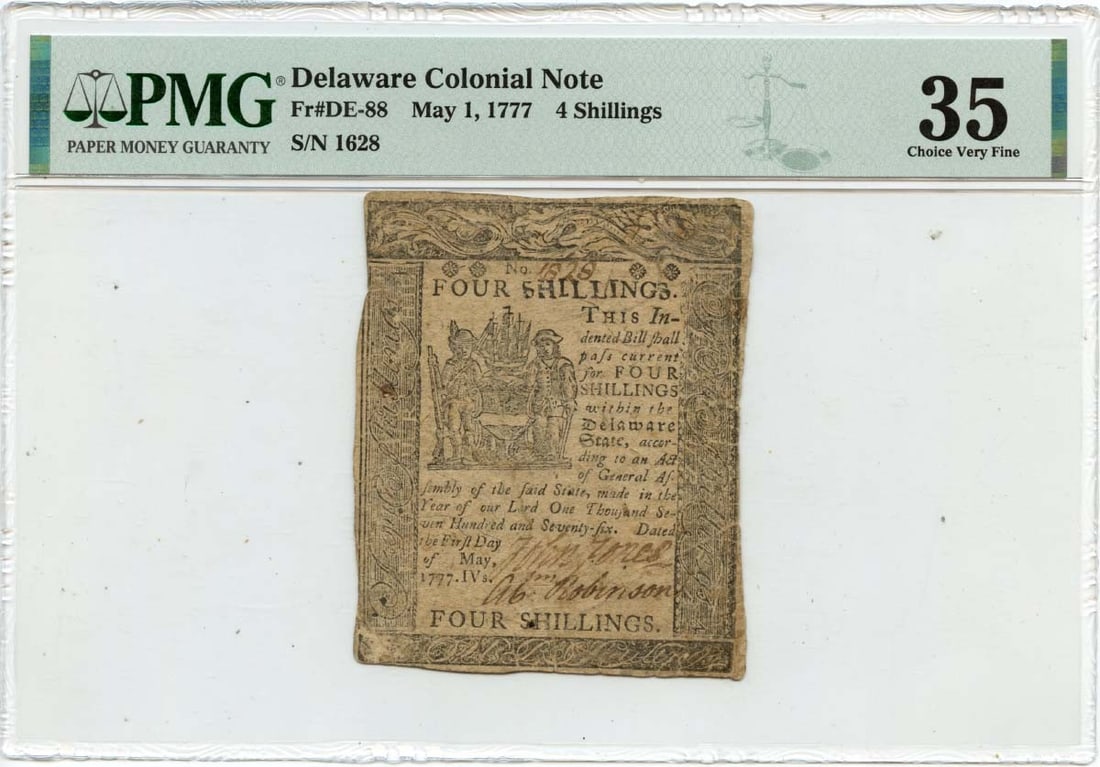 PMG®
PAPER MONEY GUARANTY
Delaware Colonial Note
Fr#DE-88 May 1, 1777 4 Shillings
S/N 1628
35
Choice Very Fine
No. 1628
FOUR SHILLINGS.
THIS In-
dented Bill ſhall
paſs current
for FOUR
SHILLINGS
within the
Delaware
State, accor-
ding to an Act
of General Aſ-
ſembly of the ſaid State, made in the
Year of our Lord One Thouſand Se-
ven Hundred and Seventy-ſix. Dated
the Firſt Day
of May,
1777. IVs.
John Jones
Abm. Robinson
FOUR SHILLINGS.